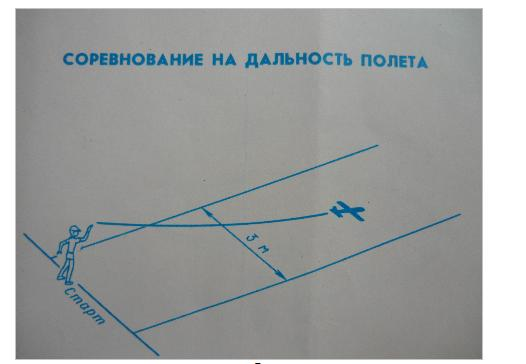 СОРЕВНОВАНИЕ НА ДАЛЬНОСТЬ ПОЛЕТА
3 м
Старт